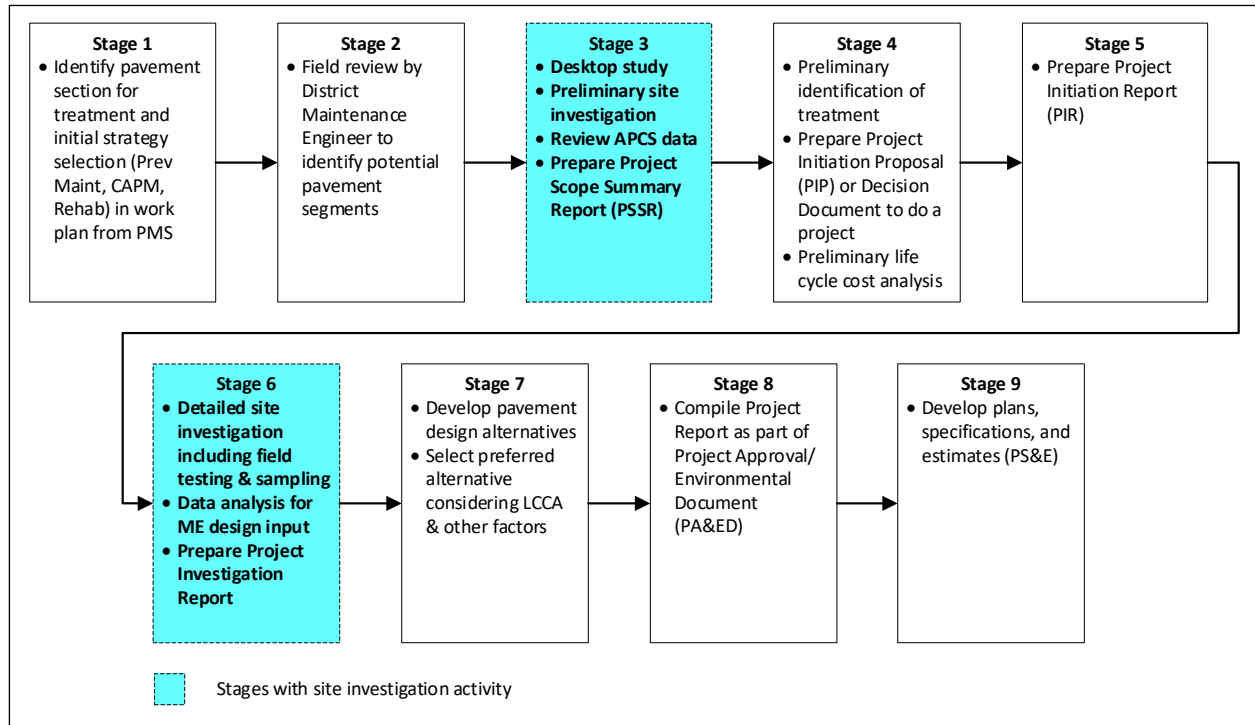 Stage 1
• Identify pavement
section for
treatment and
initial strategy
selection (Prev
Maint, CAPM,
Rehab) in work
plan from PMS
Stage 2
• Field review by
District
Maintenance
Engineer to
identify potential
pavement
segments
Stage 3
• Desktop study
• Preliminary site
investigation
• Review APCS data
• Prepare Project
Scope Summary
Report (PSSR)
Stage 4
• Preliminary
identification of
treatment
• Prepare Project
Initiation Proposal
(PIP) or Decision
Document to do a
project
• Preliminary life
cycle cost analysis
Stage 5
• Prepare Project
Initiation Report
(PIR)
Stage 6
• Detailed site
investigation
including field
testing & sampling
• Data analysis for
ME design input
• Prepare Project
Investigation
Report
Stage 7
• Develop pavement
design alternatives
• Select preferred
alternative
considering LCCA
& other factors
Stage 8
• Compile Project
Report as part of
Project Approval/
Environmental
Document
(PA&ED)
Stage 9
• Develop plans,
specifications, and
estimates (PS&E)
Stages with site investigation activity